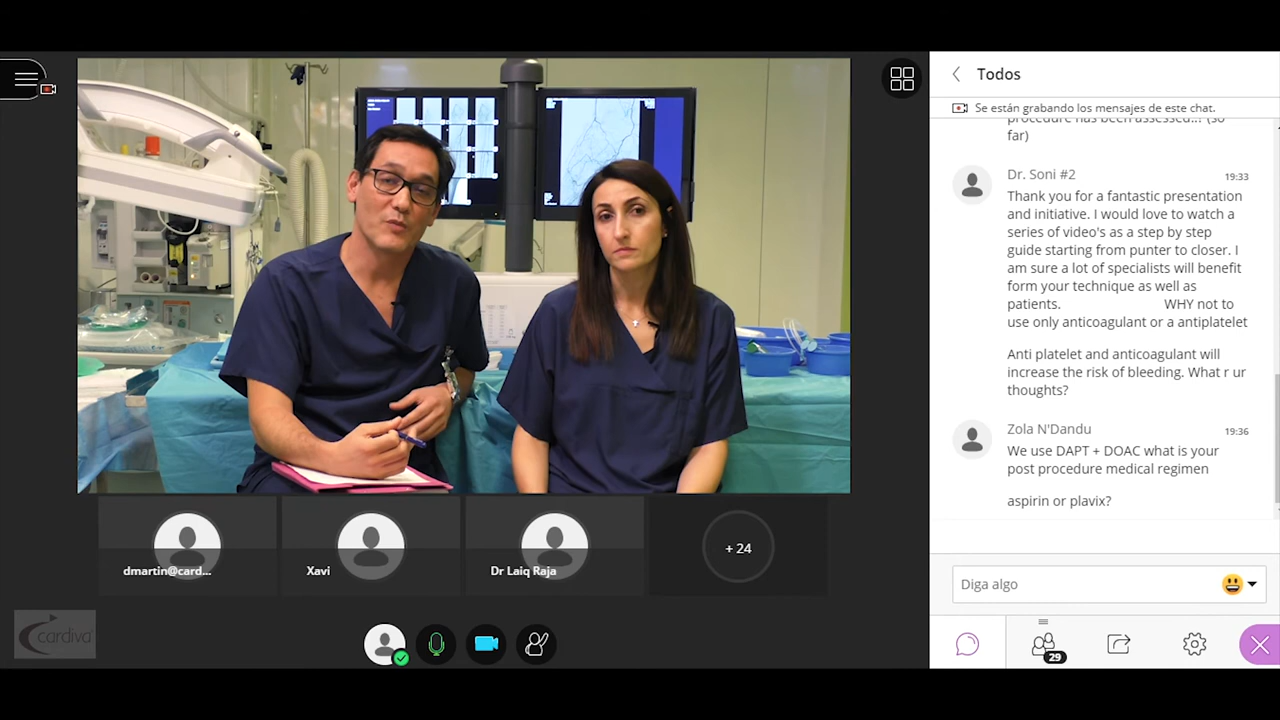 Todos
Se están grabando los mensajes de este chat.
procedure has been assessed..! (so
far)
Dr. Soni #2
19:33
Thank you for a fantastic presentation
and initiative. I would love to watch a
series of video's as a step by step
guide starting from punter to closer. I
am sure a lot of specialists will benefit
form your technique as well as
patients. WHY not to
use only anticoagulant or a antiplatelet
Anti platelet and anticoagulant will
increase the risk of bleeding. What r ur
thoughts?
Zola N'Dandu
19:36
We use DAPT + DOAC what is your
post procedure medical regimen
aspirin or plavix?
dmartin@card...
Xavi
Dr Laiq Raja
+ 24
Diga algo
cardiva
29